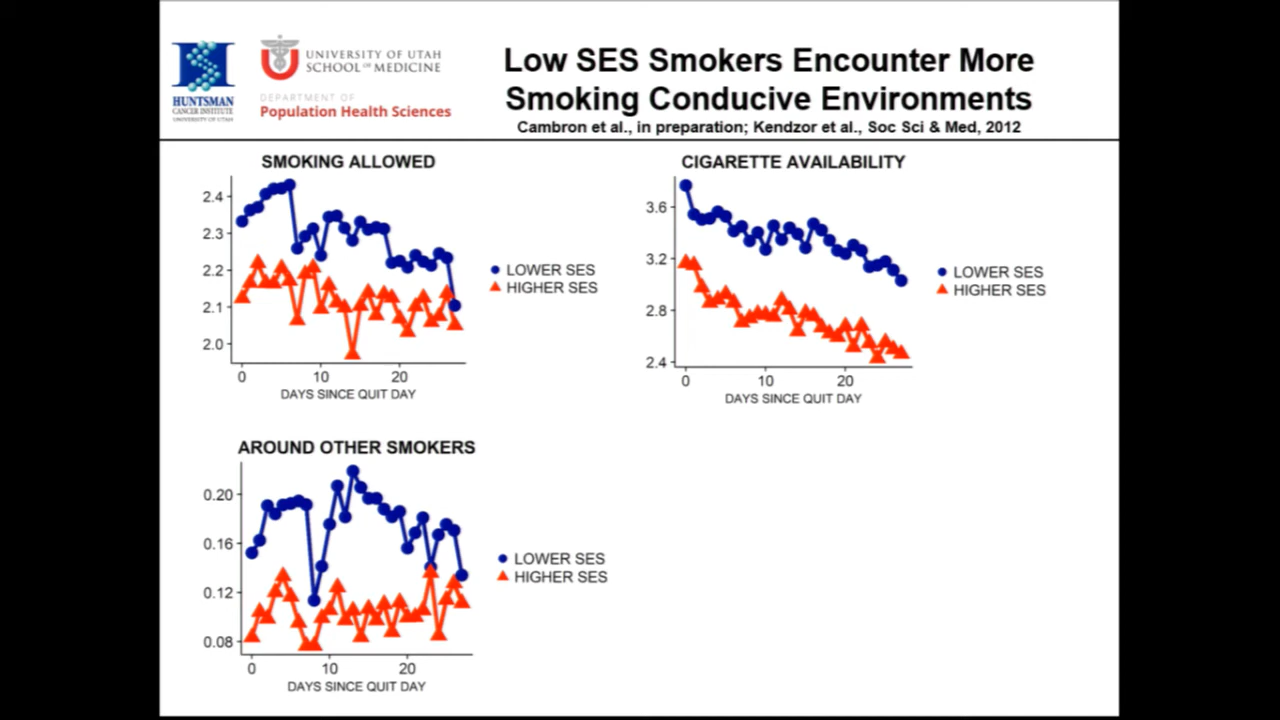 HUNTSMAN
CANCER INSTITUTE
UNIVERSITY OF UTAH
UNIVERSITY OF UTAH
SCHOOL OF MEDICINE
DEPARTMENT OF
Population Health Sciences
Low SES Smokers Encounter More
Smoking Conducive Environments
Cambron et al., in preparation; Kendzor et al., Soc Sci & Med, 2012
SMOKING ALLOWED
2.4
2.3
2.2
2.1
2.0
0 10 20
DAYS SINCE QUIT DAY
LOWER SES
HIGHER SES
CIGARETTE AVAILABILITY
3.6
3.2
2.8
2.4
0 10 20
DAYS SINCE QUIT DAY
LOWER SES
HIGHER SES
AROUND OTHER SMOKERS
0.20
0.16
0.12
0.08
0 10 20
DAYS SINCE QUIT DAY
LOWER SES
HIGHER SES